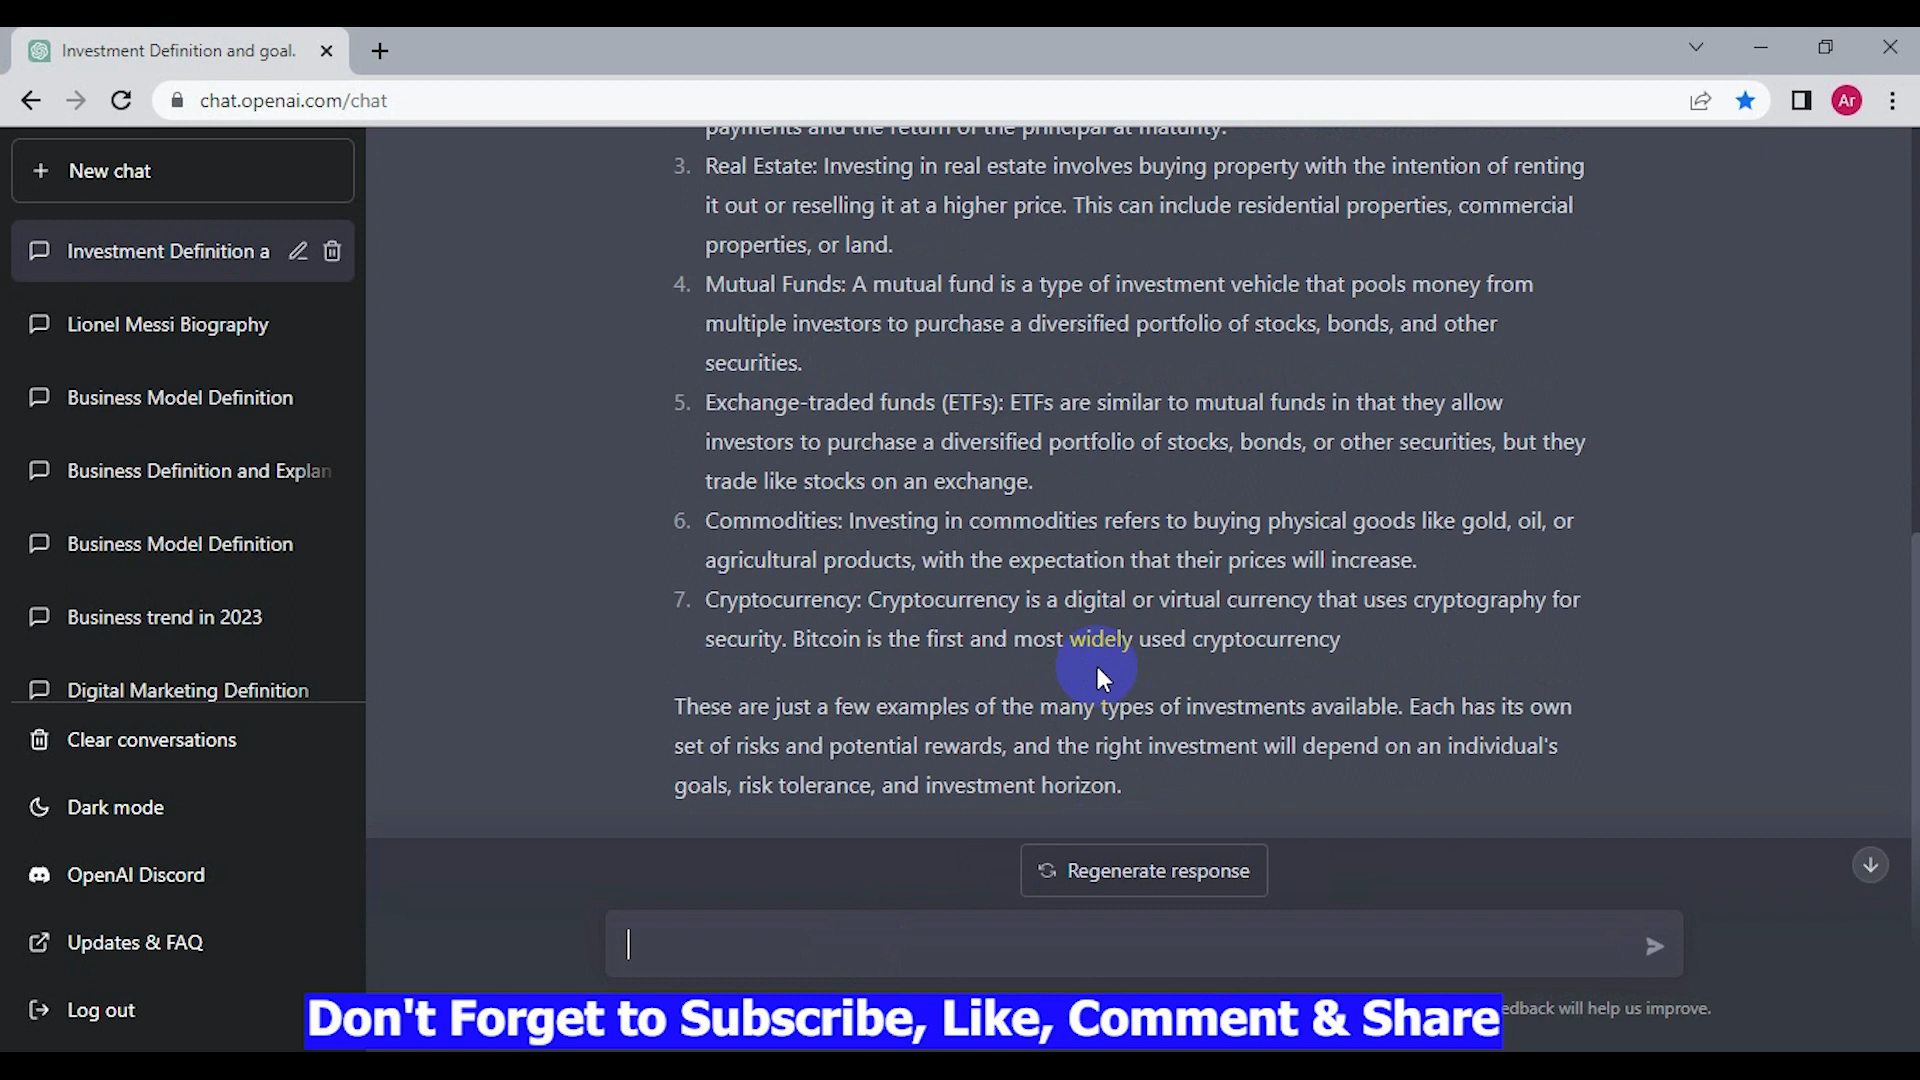 Investment Definition and goal.
chat.openai.com/chat
Ar
New chat
Investment Definition a
Lionel Messi Biography
Business Model Definition
Business Definition and Explan
Business Model Definition
Business trend in 2023
Digital Marketing Definition
Clear conversations
Dark mode
OpenAI Discord
Updates & FAQ
Log out
payments and the return of the principal at maturity.
3. Real Estate: Investing in real estate involves buying property with the intention of renting
it out or reselling it at a higher price. This can include residential properties, commercial
properties, or land.
4. Mutual Funds: A mutual fund is a type of investment vehicle that pools money from
multiple investors to purchase a diversified portfolio of stocks, bonds, and other
securities.
5. Exchange-traded funds (ETFs): ETFs are similar to mutual funds in that they allow
investors to purchase a diversified portfolio of stocks, bonds, or other securities, but they
trade like stocks on an exchange.
6. Commodities: Investing in commodities refers to buying physical goods like gold, oil, or
agricultural products, with the expectation that their prices will increase.
7. Cryptocurrency: Cryptocurrency is a digital or virtual currency that uses cryptography for
security. Bitcoin is the first and most widely used cryptocurrency
These are just a few examples of the many types of investments available. Each has its own
set of risks and potential rewards, and the right investment will depend on an individual's
goals, risk tolerance, and investment horizon.
Regenerate response
edback will help us improve.
Don't Forget to Subscribe, Like, Comment & Share